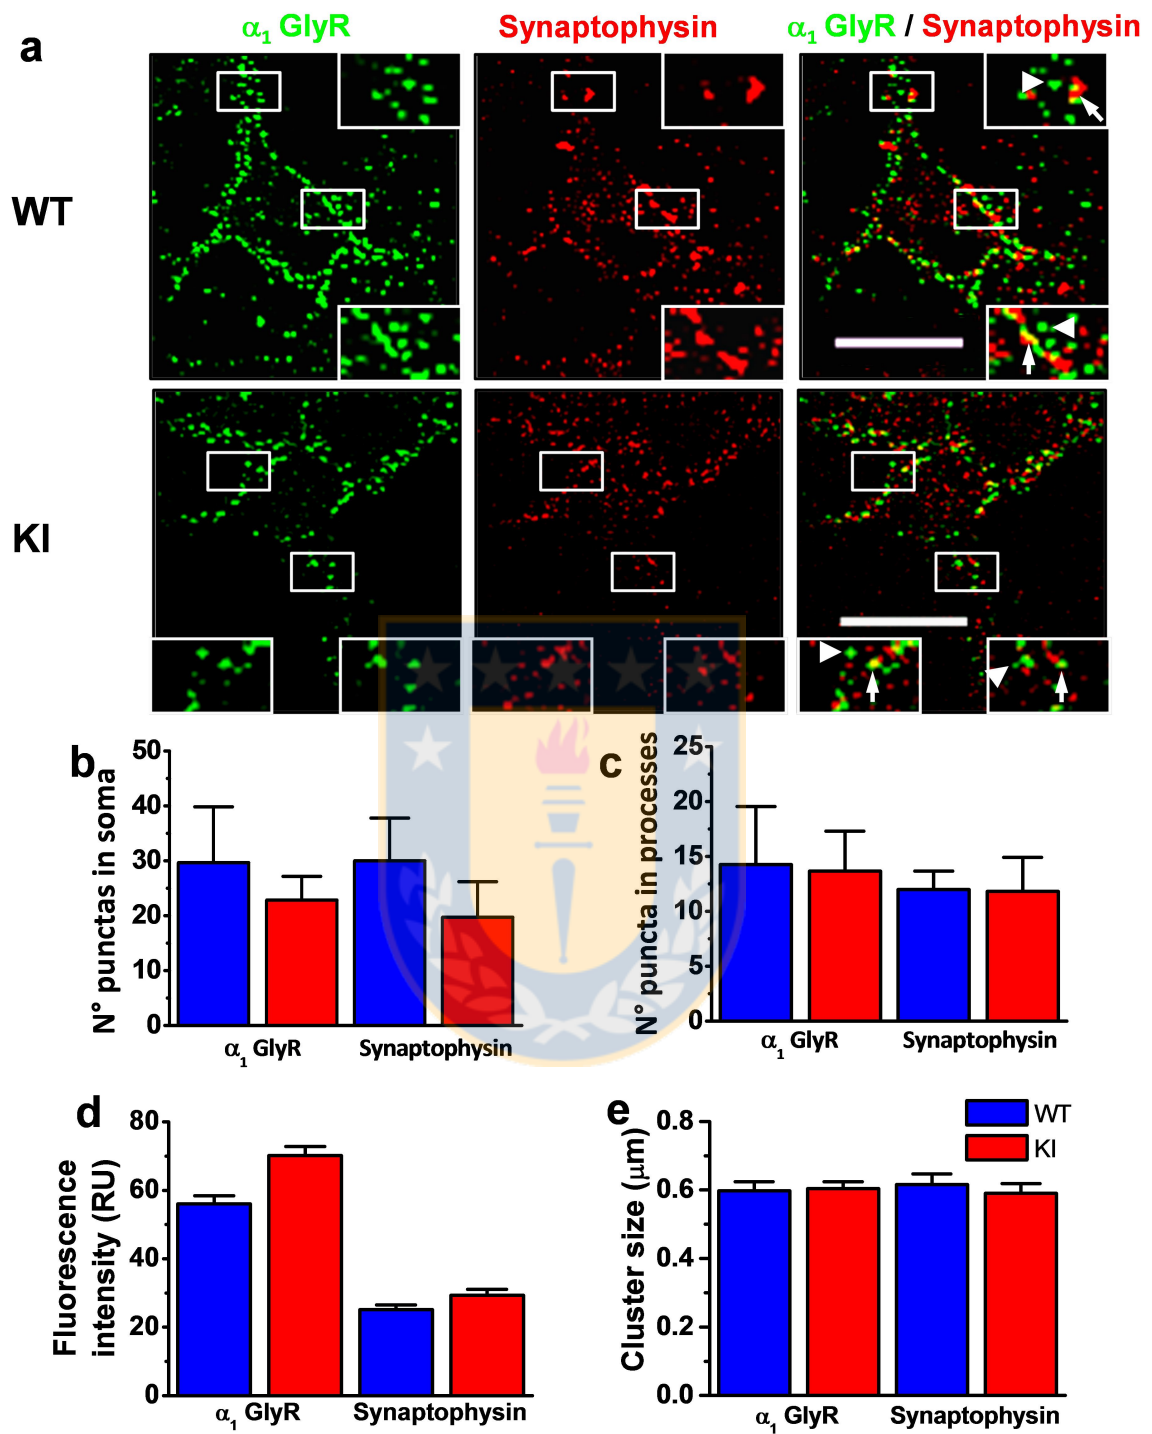 α1 GlyR Synaptophysin α1 GlyR / Synaptophysin
a
WT
KI
b
N° punctas in soma
50
40
30
20
10
0
α1 GlyR Synaptophysin
c
N° puncta in processes
25
20
15
10
5
0
α1 GlyR Synaptophysin
d
Fluorescence
intensity (RU)
80
60
40
20
0
α1 GlyR Synaptophysin
e
WT
KI
Cluster size (μm)
0.8
0.6
0.4
0.2
0.0
α1 GlyR Synaptophysin